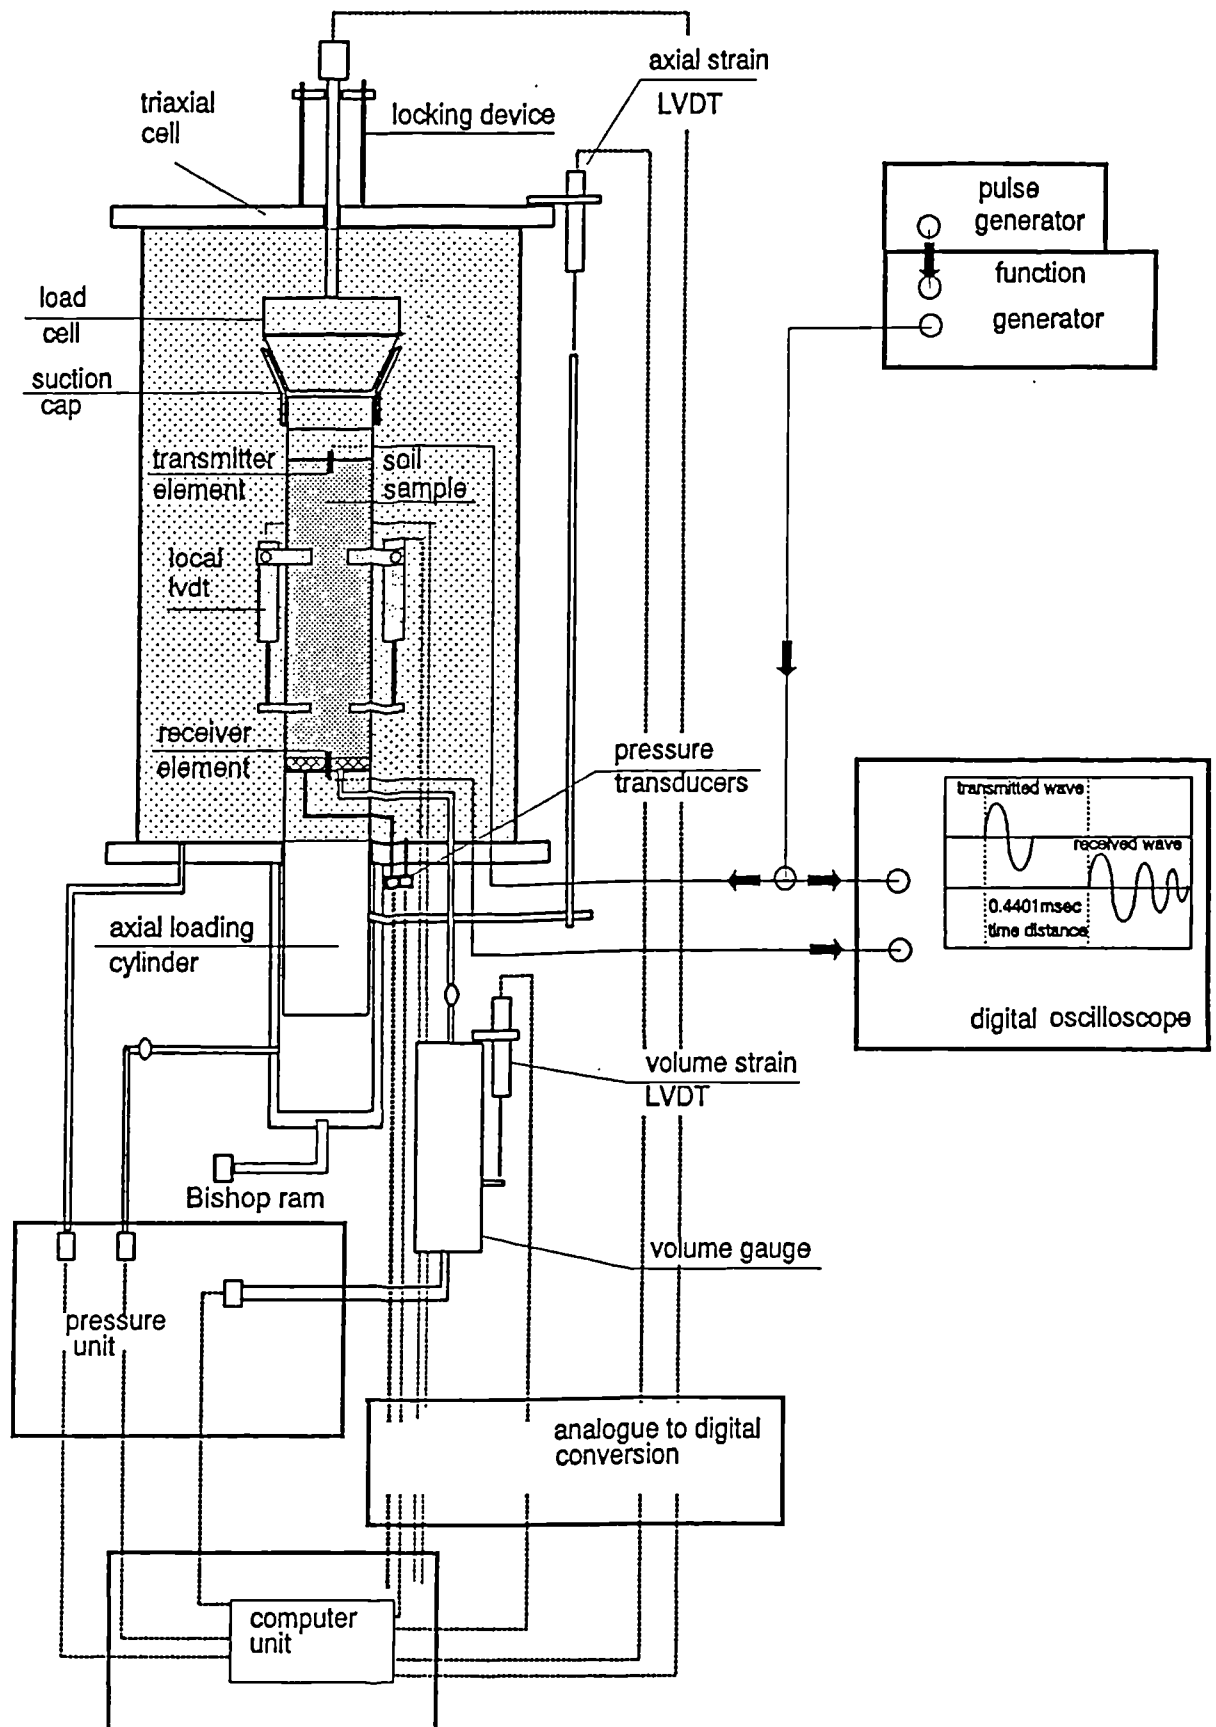 axial strain
LVDT
triaxial
cell
locking device
pulse
generator
function
generator
load
cell
suction
cap
transmitter
element
soil
sample
local
lvdt
receiver
element
pressure
transducers
transmitted wave
received wave
0.4401msec
time distance
digital oscilloscope
axial loading
cylinder
volume strain
LVDT
Bishop ram
volume gauge
pressure
unit
analogue to digital
conversion
computer
unit